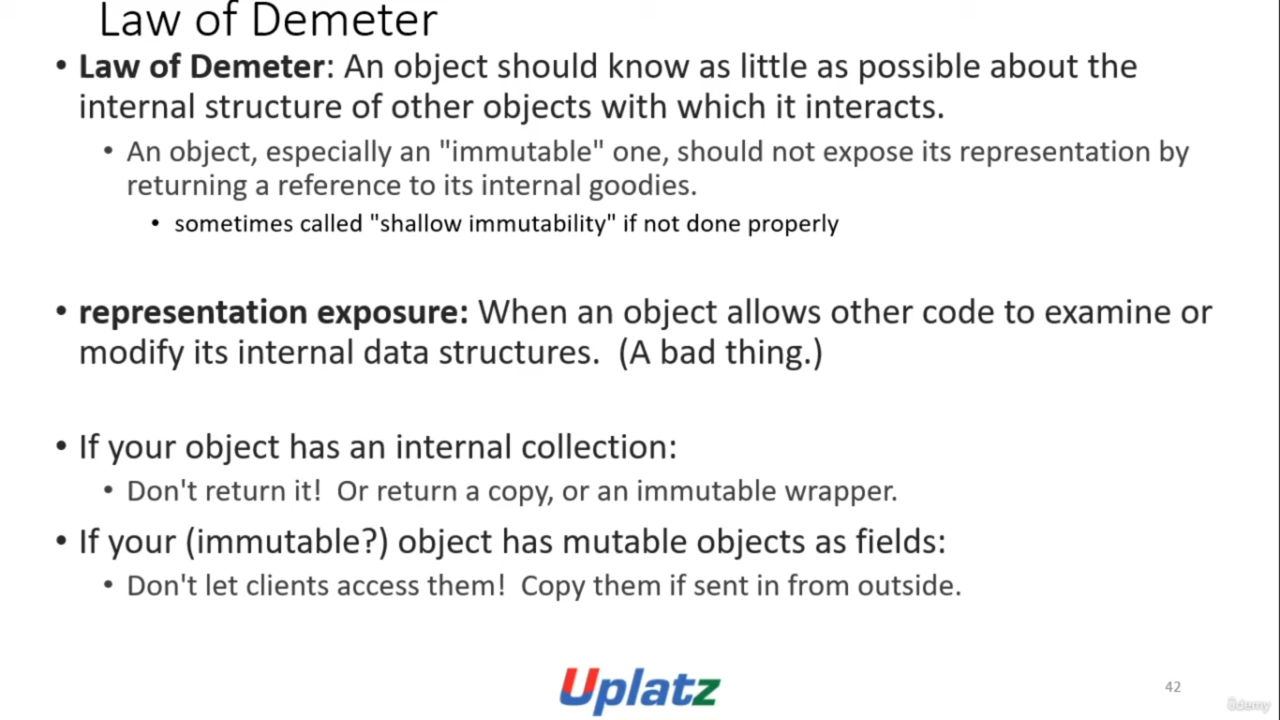 Law of Demeter
• Law of Demeter: An object should know as little as possible about the
internal structure of other objects with which it interacts.
• An object, especially an "immutable" one, should not expose its representation by
returning a reference to its internal goodies.
• sometimes called "shallow immutability" if not done properly
• representation exposure: When an object allows other code to examine or
modify its internal data structures.  (A bad thing.)
• If your object has an internal collection:
• Don't return it!  Or return a copy, or an immutable wrapper.
• If your (immutable?) object has mutable objects as fields:
• Don't let clients access them!  Copy them if sent in from outside.
Uplatz
42
ûdemy